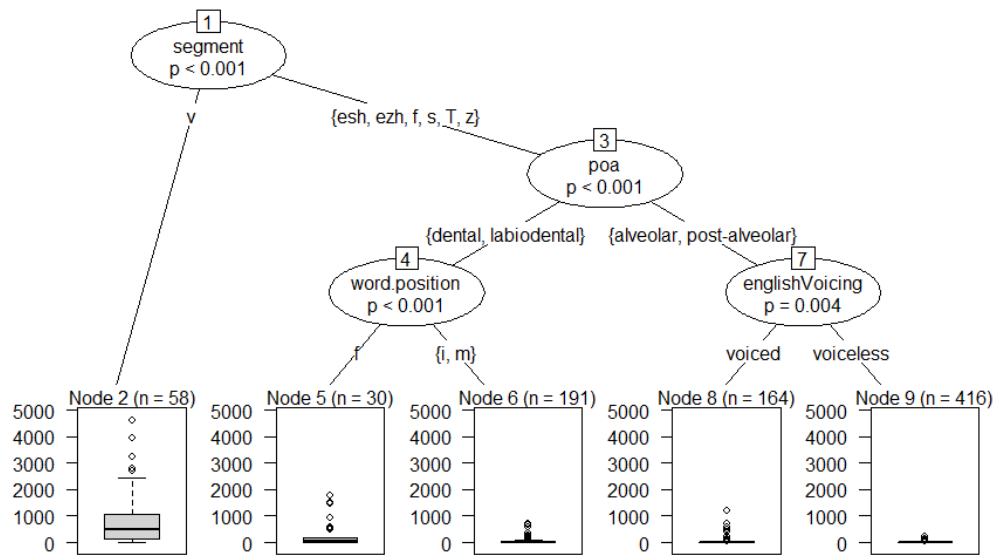 1
segment
p < 0.001
v
{esh, ezh, f, s, T, z}
3
poa
p < 0.001
{dental, labiodental}
{alveolar, post-alveolar}
4
word.position
p < 0.001
7
englishVoicing
p = 0.004
f
{i, m}
voiced
voiceless
Node 2 (n = 58)
5000
4000
3000
2000
1000
0
Node 5 (n = 30)
5000
4000
3000
2000
1000
0
Node 6 (n = 191)
5000
4000
3000
2000
1000
0
Node 8 (n = 164)
5000
4000
3000
2000
1000
0
Node 9 (n = 416)
5000
4000
3000
2000
1000
0